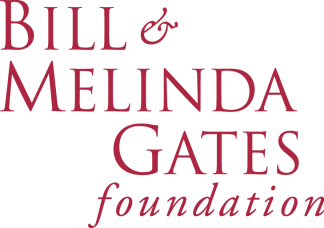 BILL &
MELINDA
GATES
foundation